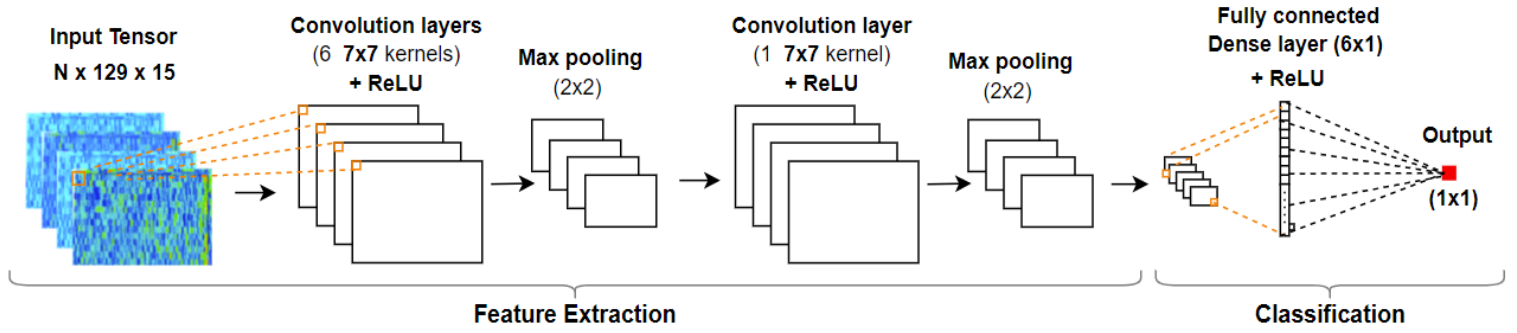 Input Tensor
N x 129 x 15
Convolution layers
(6 7x7 kernels)
+ ReLU
Max pooling
(2x2)
Convolution layer
(1 7x7 kernel)
+ ReLU
Max pooling
(2x2)
Fully connected
Dense layer (6x1)
+ ReLU
Output
(1x1)
Feature Extraction
Classification